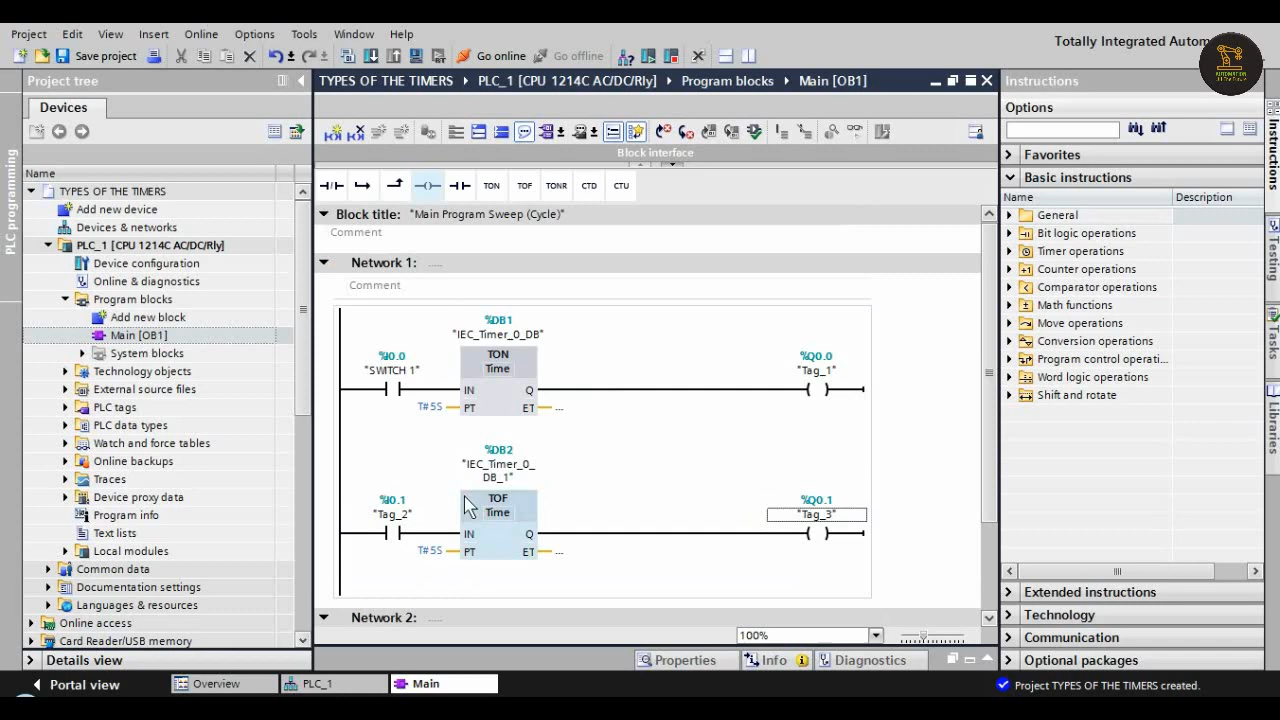 Project Edit View Insert Online Options Tools Window Help
Totally Integrated Autom
Save project Go online Go offline
AUTOMATION
Project tree
Devices
PLC programming
Name
TYPES OF THE TIMERS
Add new device
Devices & networks
PLC_1 [CPU 1214C AC/DC/Rly]
Device configuration
Online & diagnostics
Program blocks
Add new block
Main [OB1]
System blocks
Technology objects
External source files
PLC tags
PLC data types
Watch and force tables
Online backups
Traces
Device proxy data
Program info
Text lists
Local modules
Common data
Documentation settings
Languages & resources
Online access
Card Reader/USB memory
Details view
TYPES OF THE TIMERS PLC_1 [CPU 1214C AC/DC/Rly] Program blocks Main [OB1]
Block interface
TON TOF TONR CTD CTU
Block title: "Main Program Sweep (Cycle)"
Comment
Network 1: .....
Comment
%DB1
"IEC_Timer_0_DB"
TON
Time
%I0.0
"SWITCH 1"
%Q0.0
"Tag_1"
IN Q
T#5S PT ET ...
%DB2
"IEC_Timer_0_
DB_1"
TOF
Time
%I0.1
"Tag_2"
%Q0.1
"Tag_3"
IN Q
T#5S PT ET ...
Network 2: .....
100%
Properties Info Diagnostics
Instructions
Options
Favorites
Basic instructions
Name Description
General
Bit logic operations
Timer operations
Counter operations
Comparator operations
Math functions
Move operations
Conversion operations
Program control operati...
Word logic operations
Shift and rotate
Extended instructions
Technology
Communication
Optional packages
Instructions
Testing
Tasks
Libraries
Portal view Overview PLC_1 Main
Project TYPES OF THE TIMERS created.